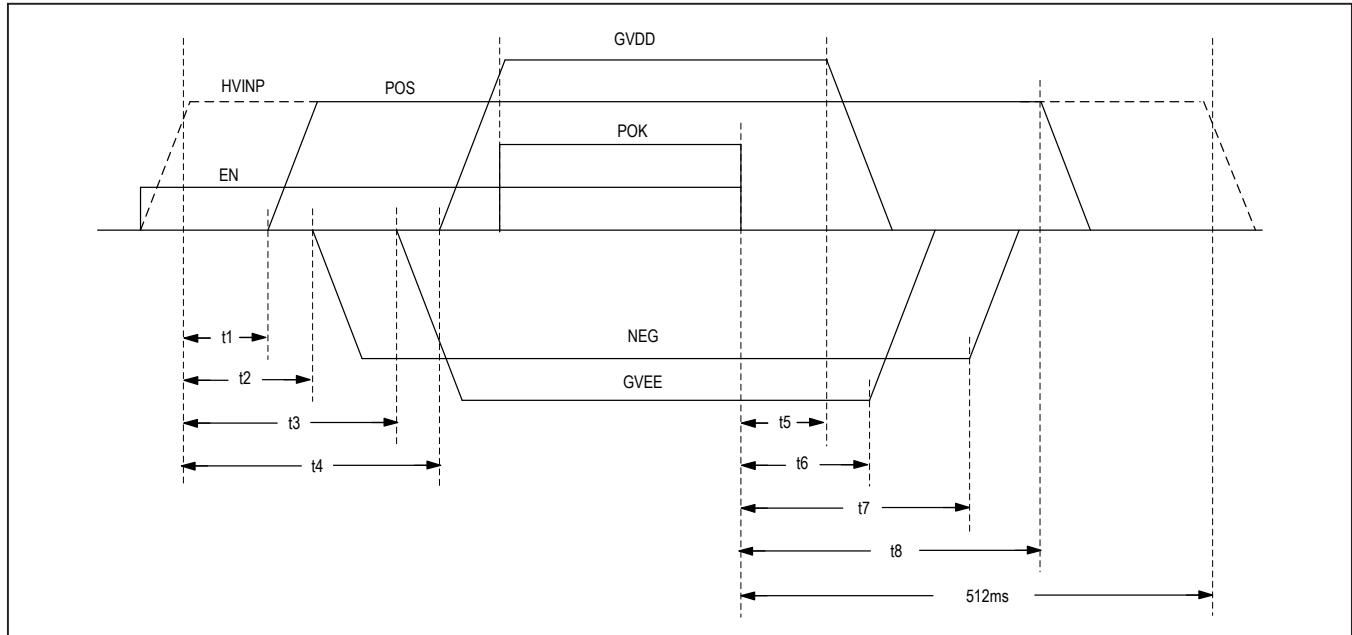 GVDD
HVINP
POS
POK
EN
NEG
t1
t2
GVEE
t3
t5
t4
t6
t7
t8
512ms